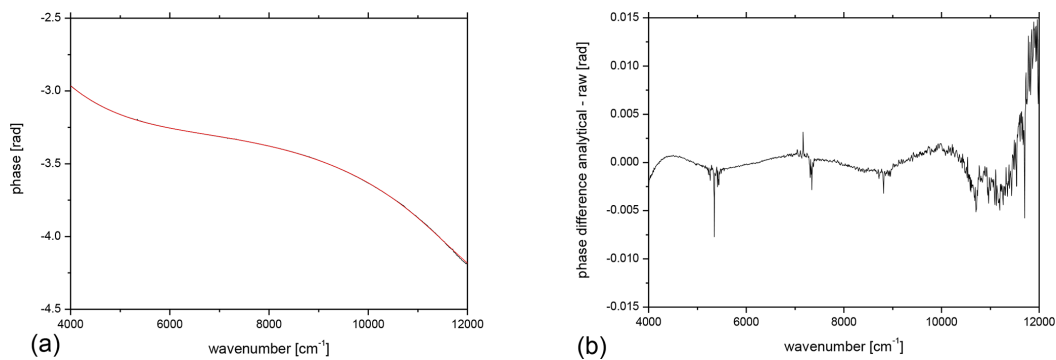 -2.5
-3.0
-3.5
-4.0
-4.5
phase [rad]
4000 6000 8000 10000 12000
wavenumber [cm⁻¹]
(a)
0.015
0.010
0.005
0.000
-0.005
-0.010
-0.015
phase difference analytical - raw [rad]
4000 6000 8000 10000 12000
wavenumber [cm⁻¹]
(b)